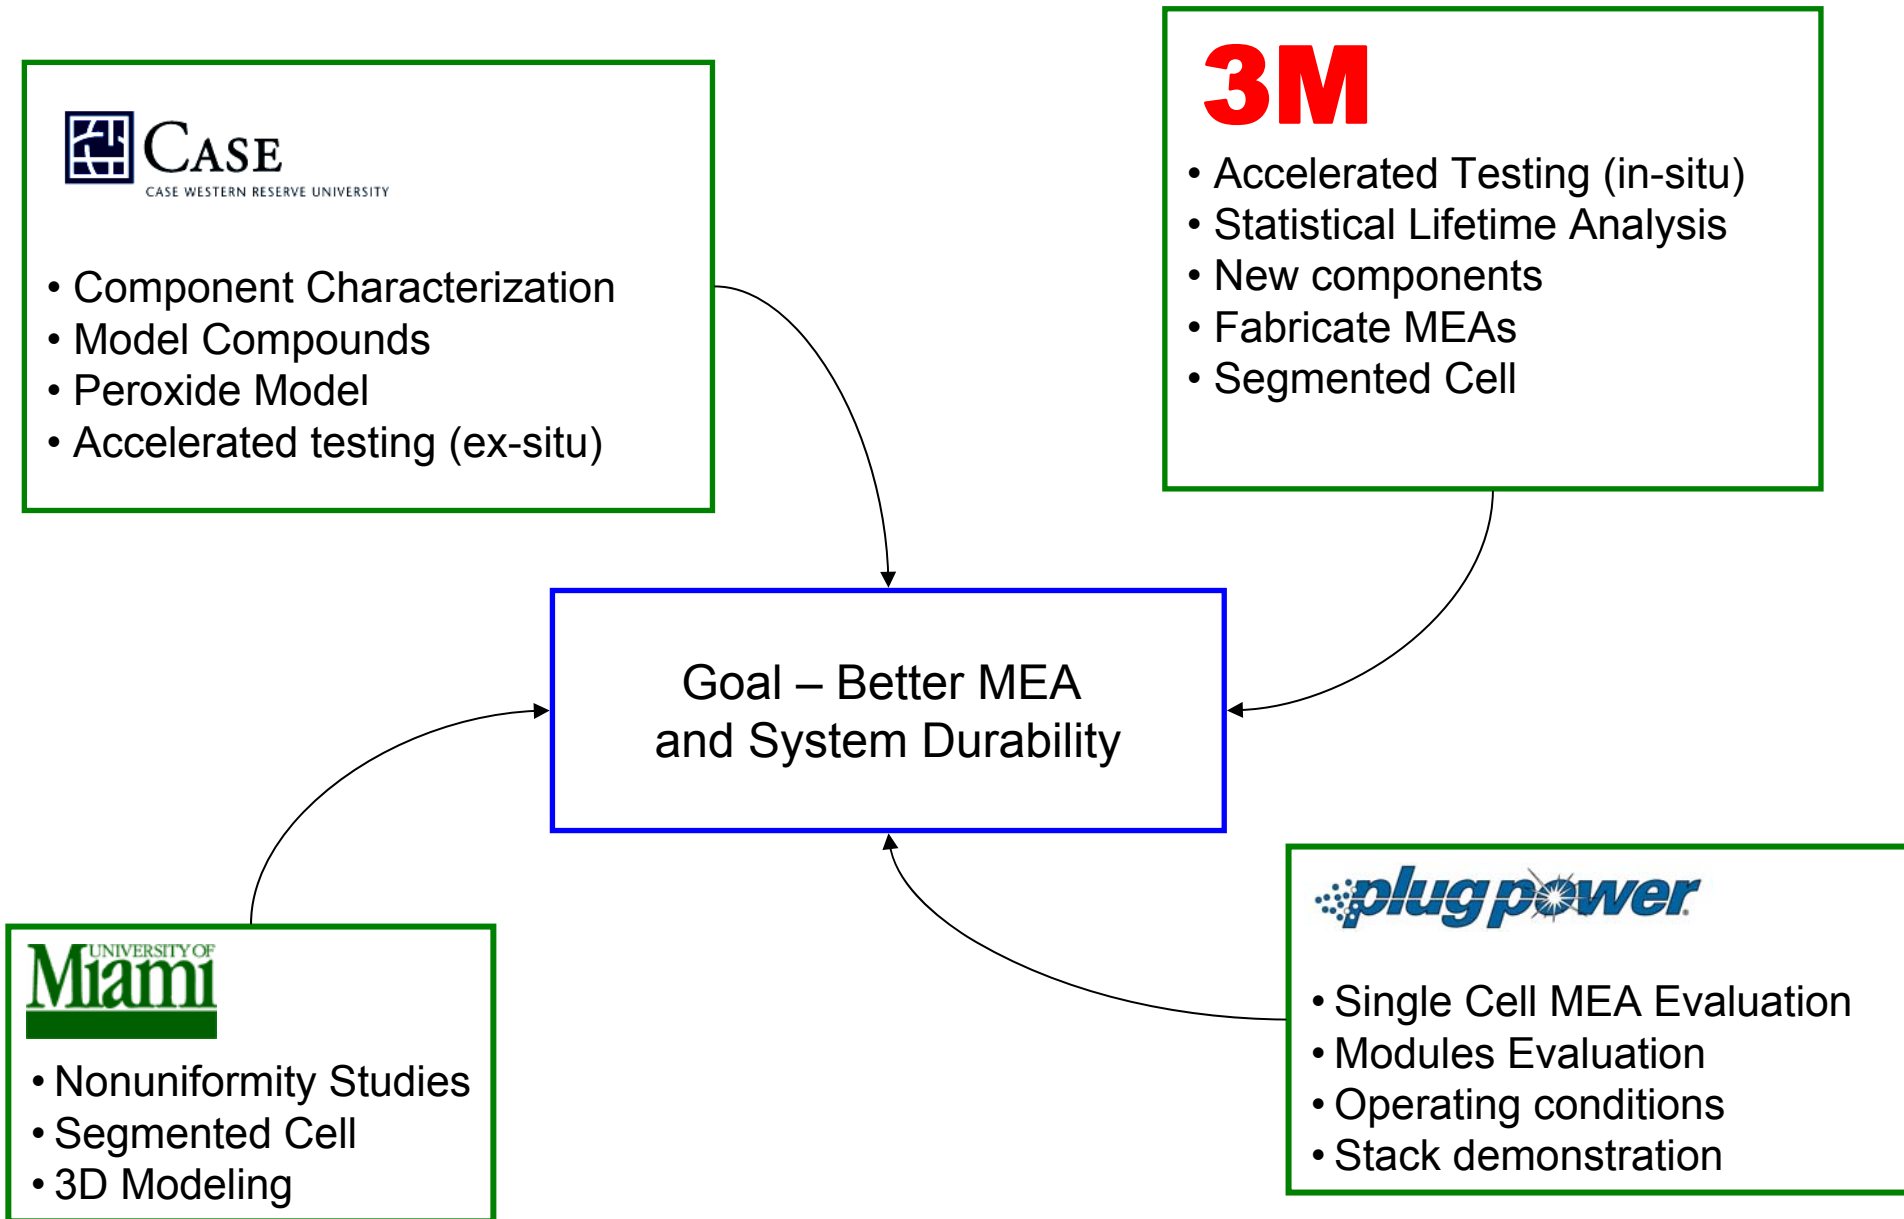 CASE
CASE WESTERN RESERVE UNIVERSITY
• Component Characterization
• Model Compounds
• Peroxide Model
• Accelerated testing (ex-situ)
3M
• Accelerated Testing (in-situ)
• Statistical Lifetime Analysis
• New components
• Fabricate MEAs
• Segmented Cell
Goal – Better MEA
and System Durability
UNIVERSITY OF
Miami
• Nonuniformity Studies
• Segmented Cell
• 3D Modeling
plug power
• Single Cell MEA Evaluation
• Modules Evaluation
• Operating conditions
• Stack demonstration